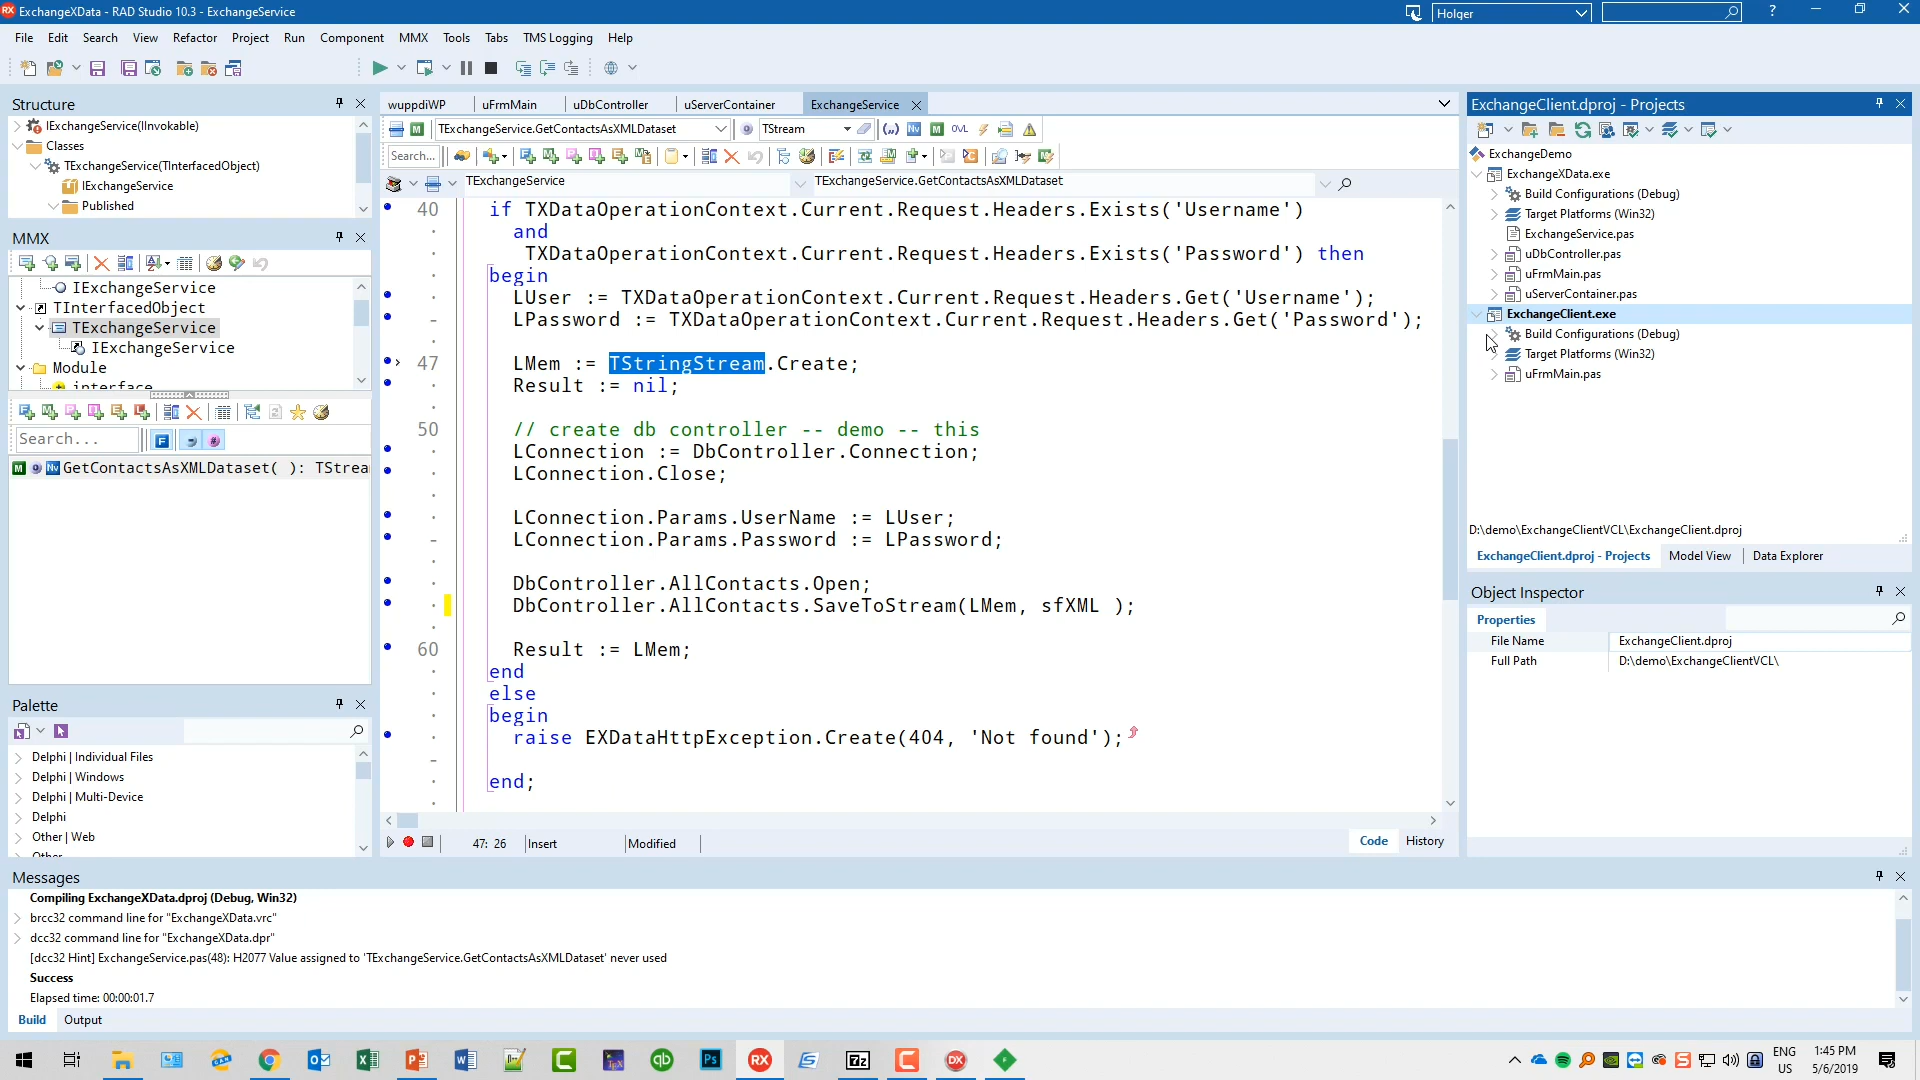 RX ExchangeXData - RAD Studio 10.3 - ExchangeService
Holger
?
File Edit Search View Refactor Project Run Component MMX Tools Tabs TMS Logging Help
Structure
IExchangeService(IInvokable)
Classes
TExchangeService(TInterfacedObject)
IExchangeService
Published
MMX
IExchangeService
TInterfacedObject
TExchangeService
IExchangeService
Module
interface
Search...
GetContactsAsXMLDataset( ): TStrea
Palette
Delphi | Individual Files
Delphi | Windows
Delphi | Multi-Device
Delphi
Other | Web
Other
wuppdiWP uFrmMain uDbController uServerContainer ExchangeService
TExchangeService.GetContactsAsXMLDataset TStream
Search...
TExchangeService TExchangeService.GetContactsAsXMLDataset
40 if TXDataOperationContext.Current.Request.Headers.Exists('Username')
and
TXDataOperationContext.Current.Request.Headers.Exists('Password') then
begin
LUser := TXDataOperationContext.Current.Request.Headers.Get('Username');
LPassword := TXDataOperationContext.Current.Request.Headers.Get('Password');
47 LMem := TStringStream.Create;
Result := nil;
50 // create db controller -- demo -- this
LConnection := DbController.Connection;
LConnection.Close;
LConnection.Params.UserName := LUser;
LConnection.Params.Password := LPassword;
DbController.AllContacts.Open;
DbController.AllContacts.SaveToStream(LMem, sfXML );
60 Result := LMem;
end
else
begin
raise EXDataHttpException.Create(404, 'Not found');
end;
47: 26 Insert Modified
Code History
ExchangeClient.dproj - Projects
ExchangeDemo
ExchangeXData.exe
Build Configurations (Debug)
Target Platforms (Win32)
ExchangeService.pas
uDbController.pas
uFrmMain.pas
uServerContainer.pas
ExchangeClient.exe
Build Configurations (Debug)
Target Platforms (Win32)
uFrmMain.pas
D:\demo\ExchangeClientVCL\ExchangeClient.dproj
ExchangeClient.dproj - Projects Model View Data Explorer
Object Inspector
Properties
File Name ExchangeClient.dproj
Full Path D:\demo\ExchangeClientVCL\
Messages
Compiling ExchangeXData.dproj (Debug, Win32)
brcc32 command line for "ExchangeXData.vrc"
dcc32 command line for "ExchangeXData.dpr"
[dcc32 Hint] ExchangeService.pas(48): H2077 Value assigned to 'TExchangeService.GetContactsAsXMLDataset' never used
Success
Elapsed time: 00:00:01.7
Build Output
ENG
US
1:45 PM
5/6/2019